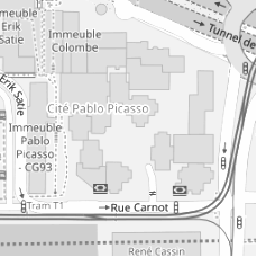 Immeuble
Erik
Satie
Immeuble
Colombe
Tunnel de
Erik Satie
Cité Pablo Picasso
Immeuble
Pablo
Picasso
- CG93
Tram T1
Rue Carnot
René Cassin